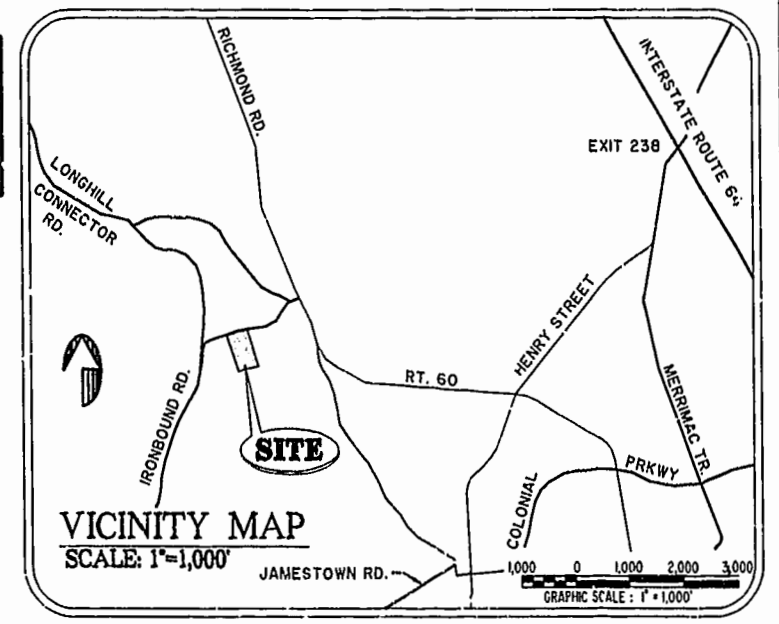 RICHMOND RD.
INTERSTATE ROUTE 64
EXIT 238
LONGHILL
CONNECTOR
RD.
HENRY STREET
RT. 60
IRONBOUND RD.
MERRIMAC TR.
SITE
COLONIAL
PRKWY
VICINITY MAP
SCALE: 1"=1,000'
JAMESTOWN RD.
1,000 0 1,000 2,000 3,000
GRAPHIC SCALE : 1" = 1,000'